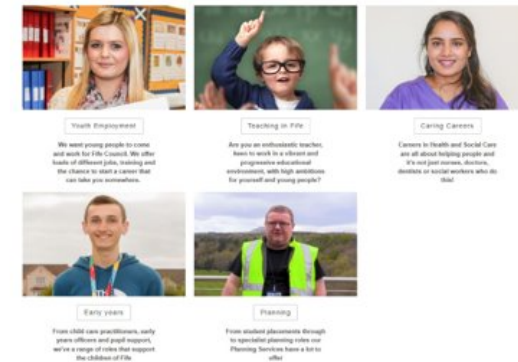 Youth Employment
We want young people to come
and work for Fife Council. We offer
loads of different jobs, training and
the chance to start a career that
can take you somewhere.
Teaching in Fife
Are you an enthusiastic teacher,
keen to work in a vibrant and
progressive educational
environment, with high ambitions
for yourself and young people?
Caring Careers
Careers in Health and Social Care
are all about helping people and
it's not just nurses, doctors,
dentists or social workers who do
this!
Early years
From child care practitioners, early
years officers and pupil support,
we've a range of roles that support
the children of Fife
Planning
From student placements through
to specialist planning roles our
Planning Services have a lot to
offer